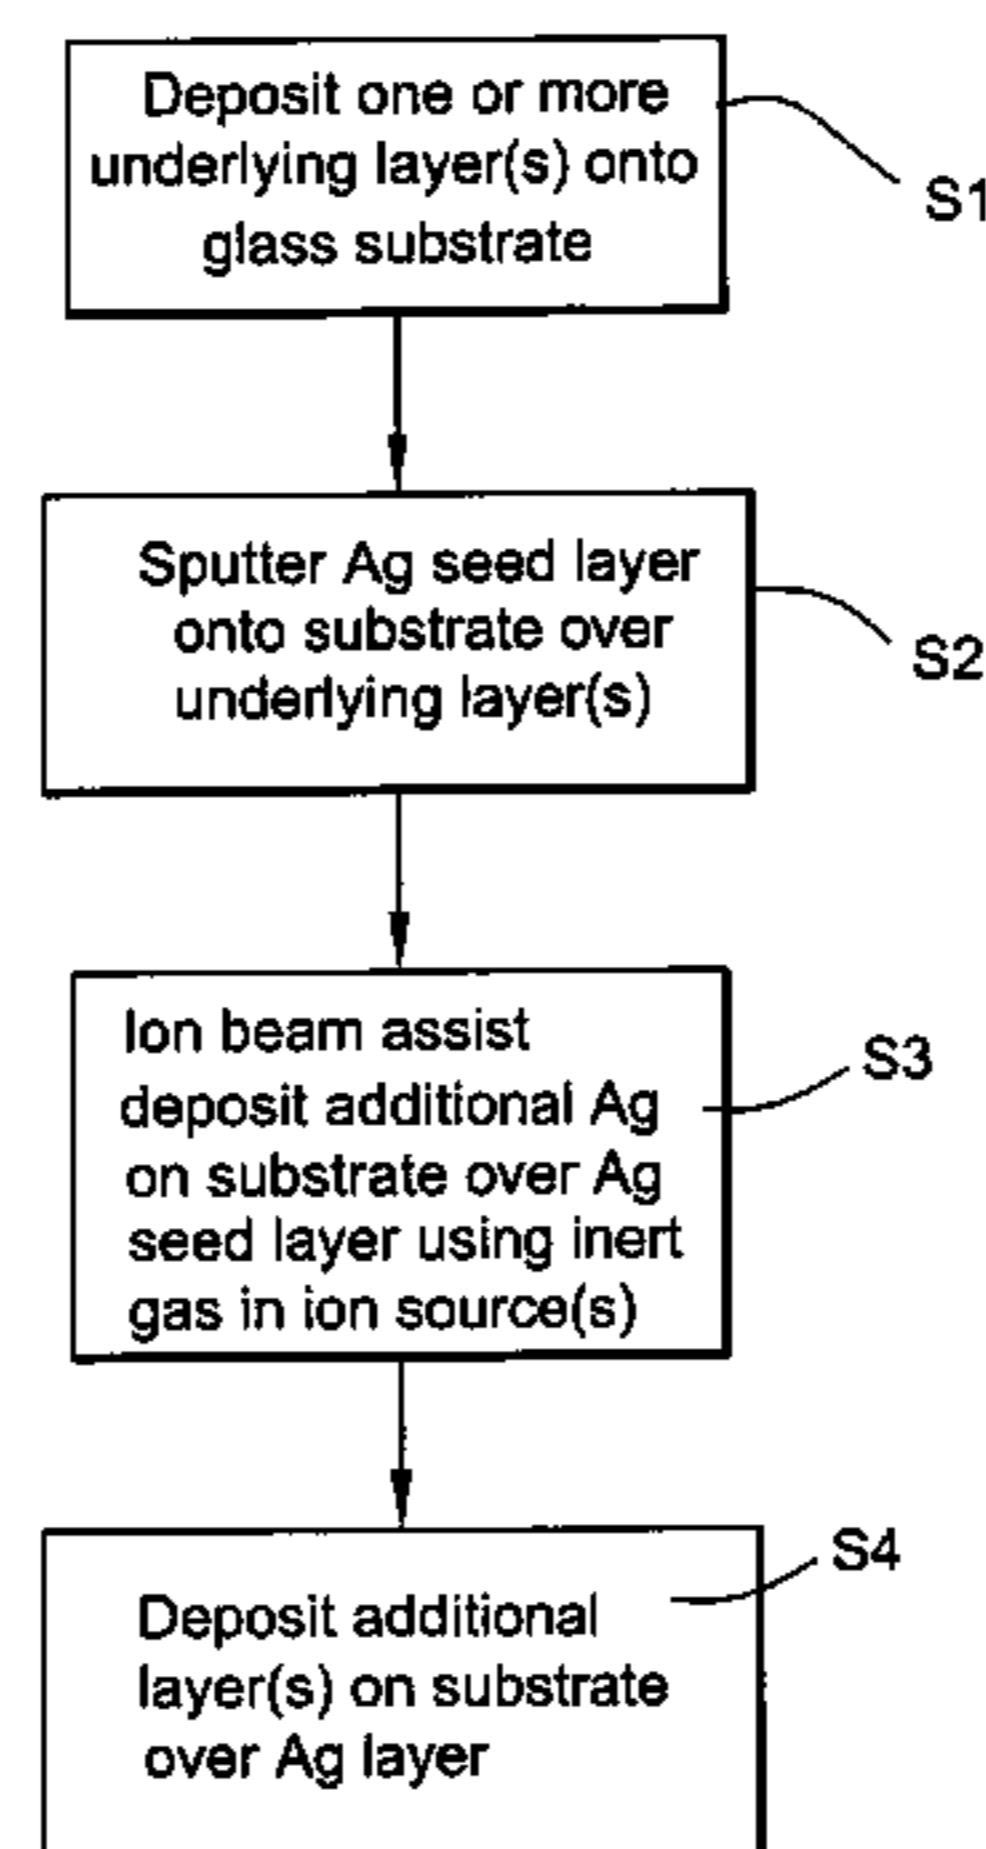 Deposit one or more
underlying layer(s) onto
glass substrate
S1
Sputter Ag seed layer
onto substrate over
underlying layer(s)
S2
Ion beam assist
deposit additional Ag
on substrate over Ag
seed layer using inert
gas in ion source(s)
S3
Deposit additional
layer(s) on substrate
over Ag layer
S4